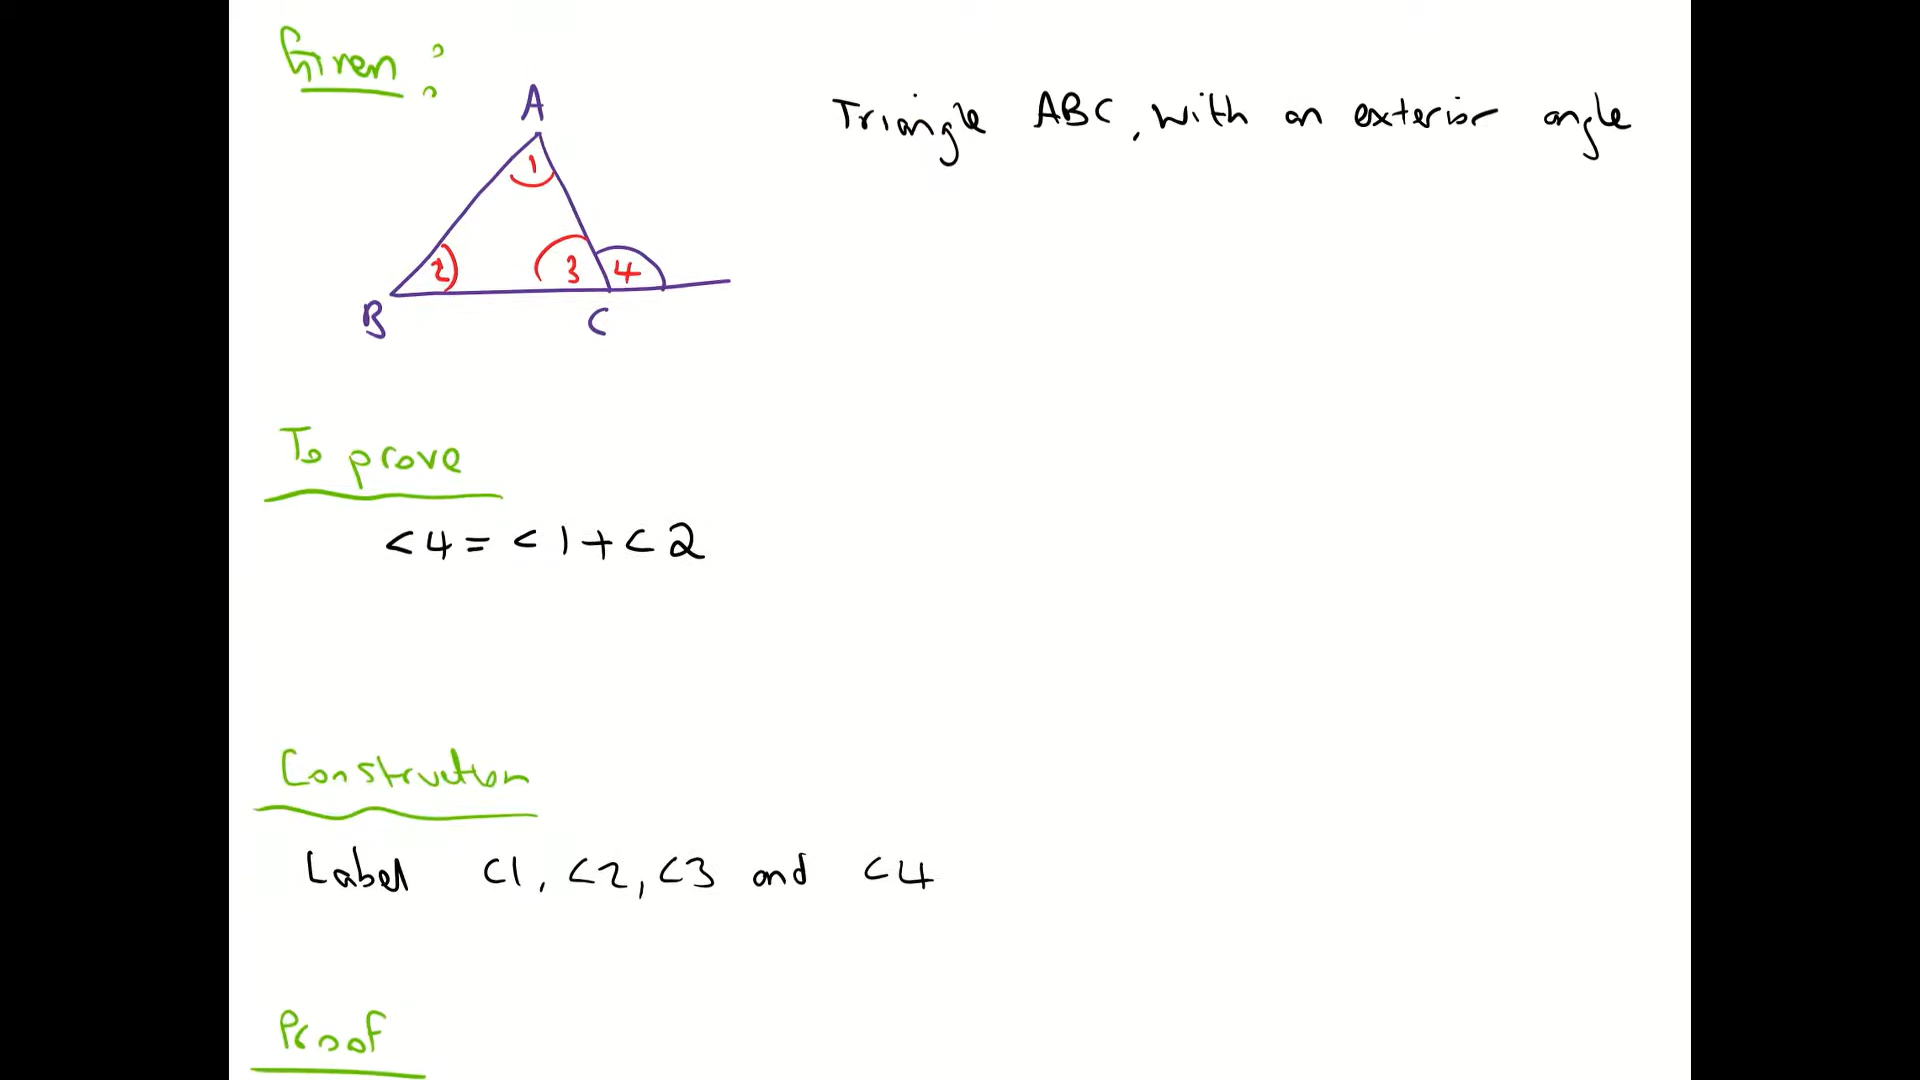 Given :
A
Triangle ABC, with an exterior angle
1
2 3 4
B C
To prove
<4 = <1 + <2
Construction
Label <1, <2, <3 and <4
Proof